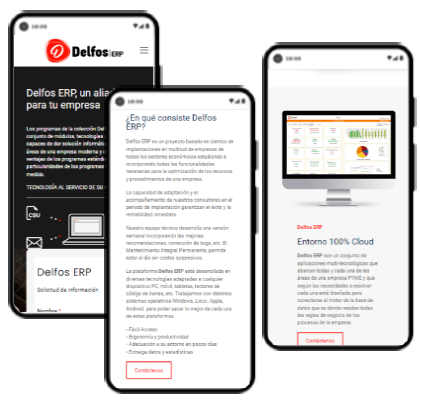 Delfos ERP
Delfos ERP, un alia
para tu empresa
Los programas de la colección Del
conjunto de módulos, tecnologías
capaces de dar solución informáti
áreas de una empresa moderna y
ventajas de los programas estánd
particularidades de los programas
medida.
TECNOLOGÍA AL SERVICIO DE SU
CSU
Delfos ERP
Solicitud de información
Nombre *
¿En qué consiste Delfos
ERP?
Delfos ERP es un proyecto basado en cientos de
implantaciones en multitud de empresas de
todos los sectores económicos estudiando e
incorporando todas las funcionalidades
necesarias para la optimización de los recursos
y procedimientos de una empresa.
La capacidad de adaptación y el
acompañamiento de nuestros consultores en el
periodo de implantación garantizan el éxito y la
rentabilidad inmediata.
Nuestro equipo técnico desarrolla una versión
semanal incorporando las mejores,
recomendaciones, corrección de bugs, etc. El
Mantenimiento Integral Permanente, permite
estar al día sin costes sorpresivos.
La plataforma Delfos ERP está desarrollada en
diversas tecnologías adaptadas a cualquier
dispositivo PC, móvil, tabletas, lectores de
código de barras, etc. Trabajamos con distintos
sistemas operativos Windows, Linux, Apple,
Android, para poder sacar lo mejor de cada una
de estas plataformas.
- Fácil Acceso
- Ergonomía y productividad
- Adecuación a su entorno en pocos días
- Entrega datos y estadísticas
Contáctenos
Delfos ERP
Entorno 100% Cloud
Delfos ERP son un conjunto de
aplicaciones multi-tecnológicas que
abarcan todas y cada una de las
áreas de una empresa PYME y que
según las necesidades a resolver
cada una está diseñada para
conectarse al motor de la base de
datos que es donde residen todas
las reglas de negocio de los
procesos de la empresa.
Contáctenos